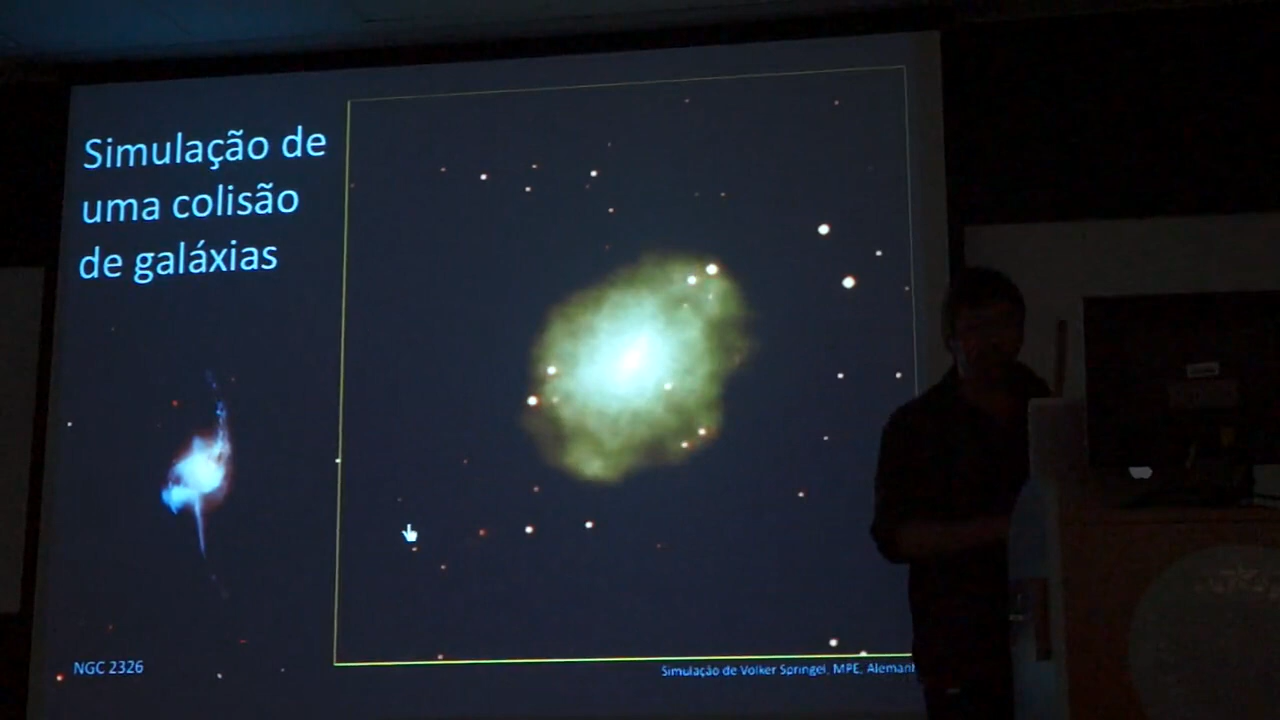 Simulação de
uma colisão
de galáxias
NGC 2326
Simulação de Volker Springel, MPE, Alemanh